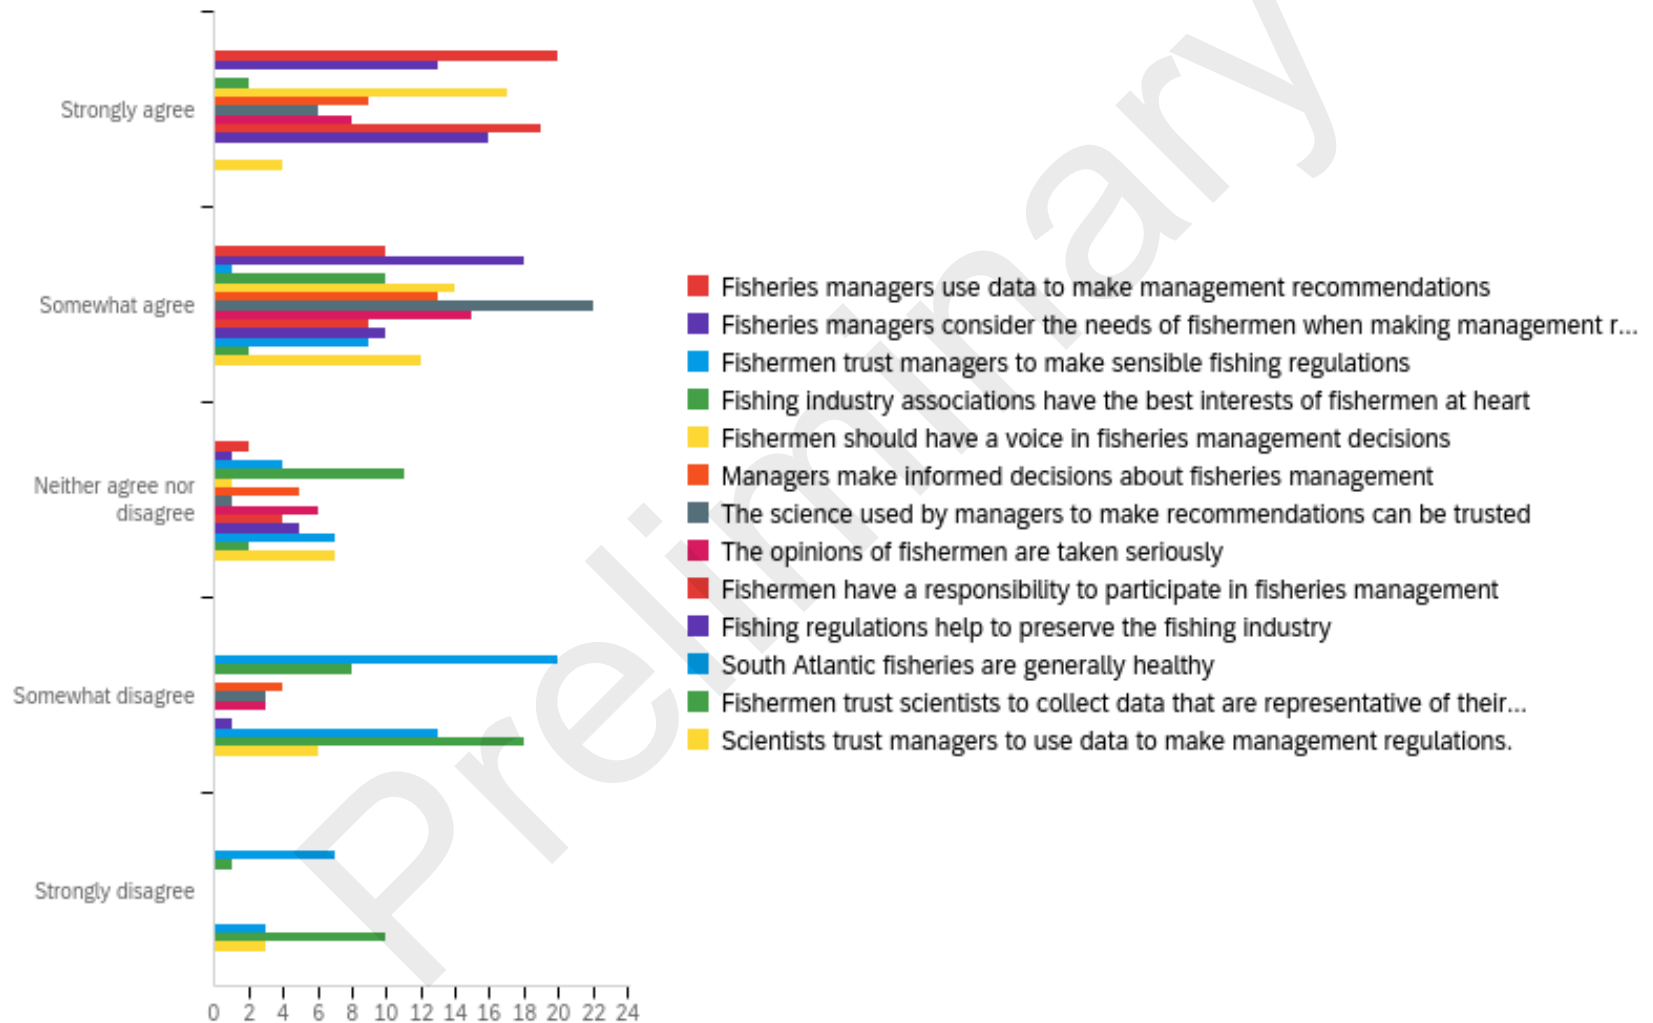 Strongly agree
Somewhat agree
Neither agree nor
disagree
Somewhat disagree
Strongly disagree
0 2 4 6 8 10 12 14 16 18 20 22 24
Fisheries managers use data to make management recommendations
Fisheries managers consider the needs of fishermen when making management r...
Fishermen trust managers to make sensible fishing regulations
Fishing industry associations have the best interests of fishermen at heart
Fishermen should have a voice in fisheries management decisions
Managers make informed decisions about fisheries management
The science used by managers to make recommendations can be trusted
The opinions of fishermen are taken seriously
Fishermen have a responsibility to participate in fisheries management
Fishing regulations help to preserve the fishing industry
South Atlantic fisheries are generally healthy
Fishermen trust scientists to collect data that are representative of their...
Scientists trust managers to use data to make management regulations.
Preliminary